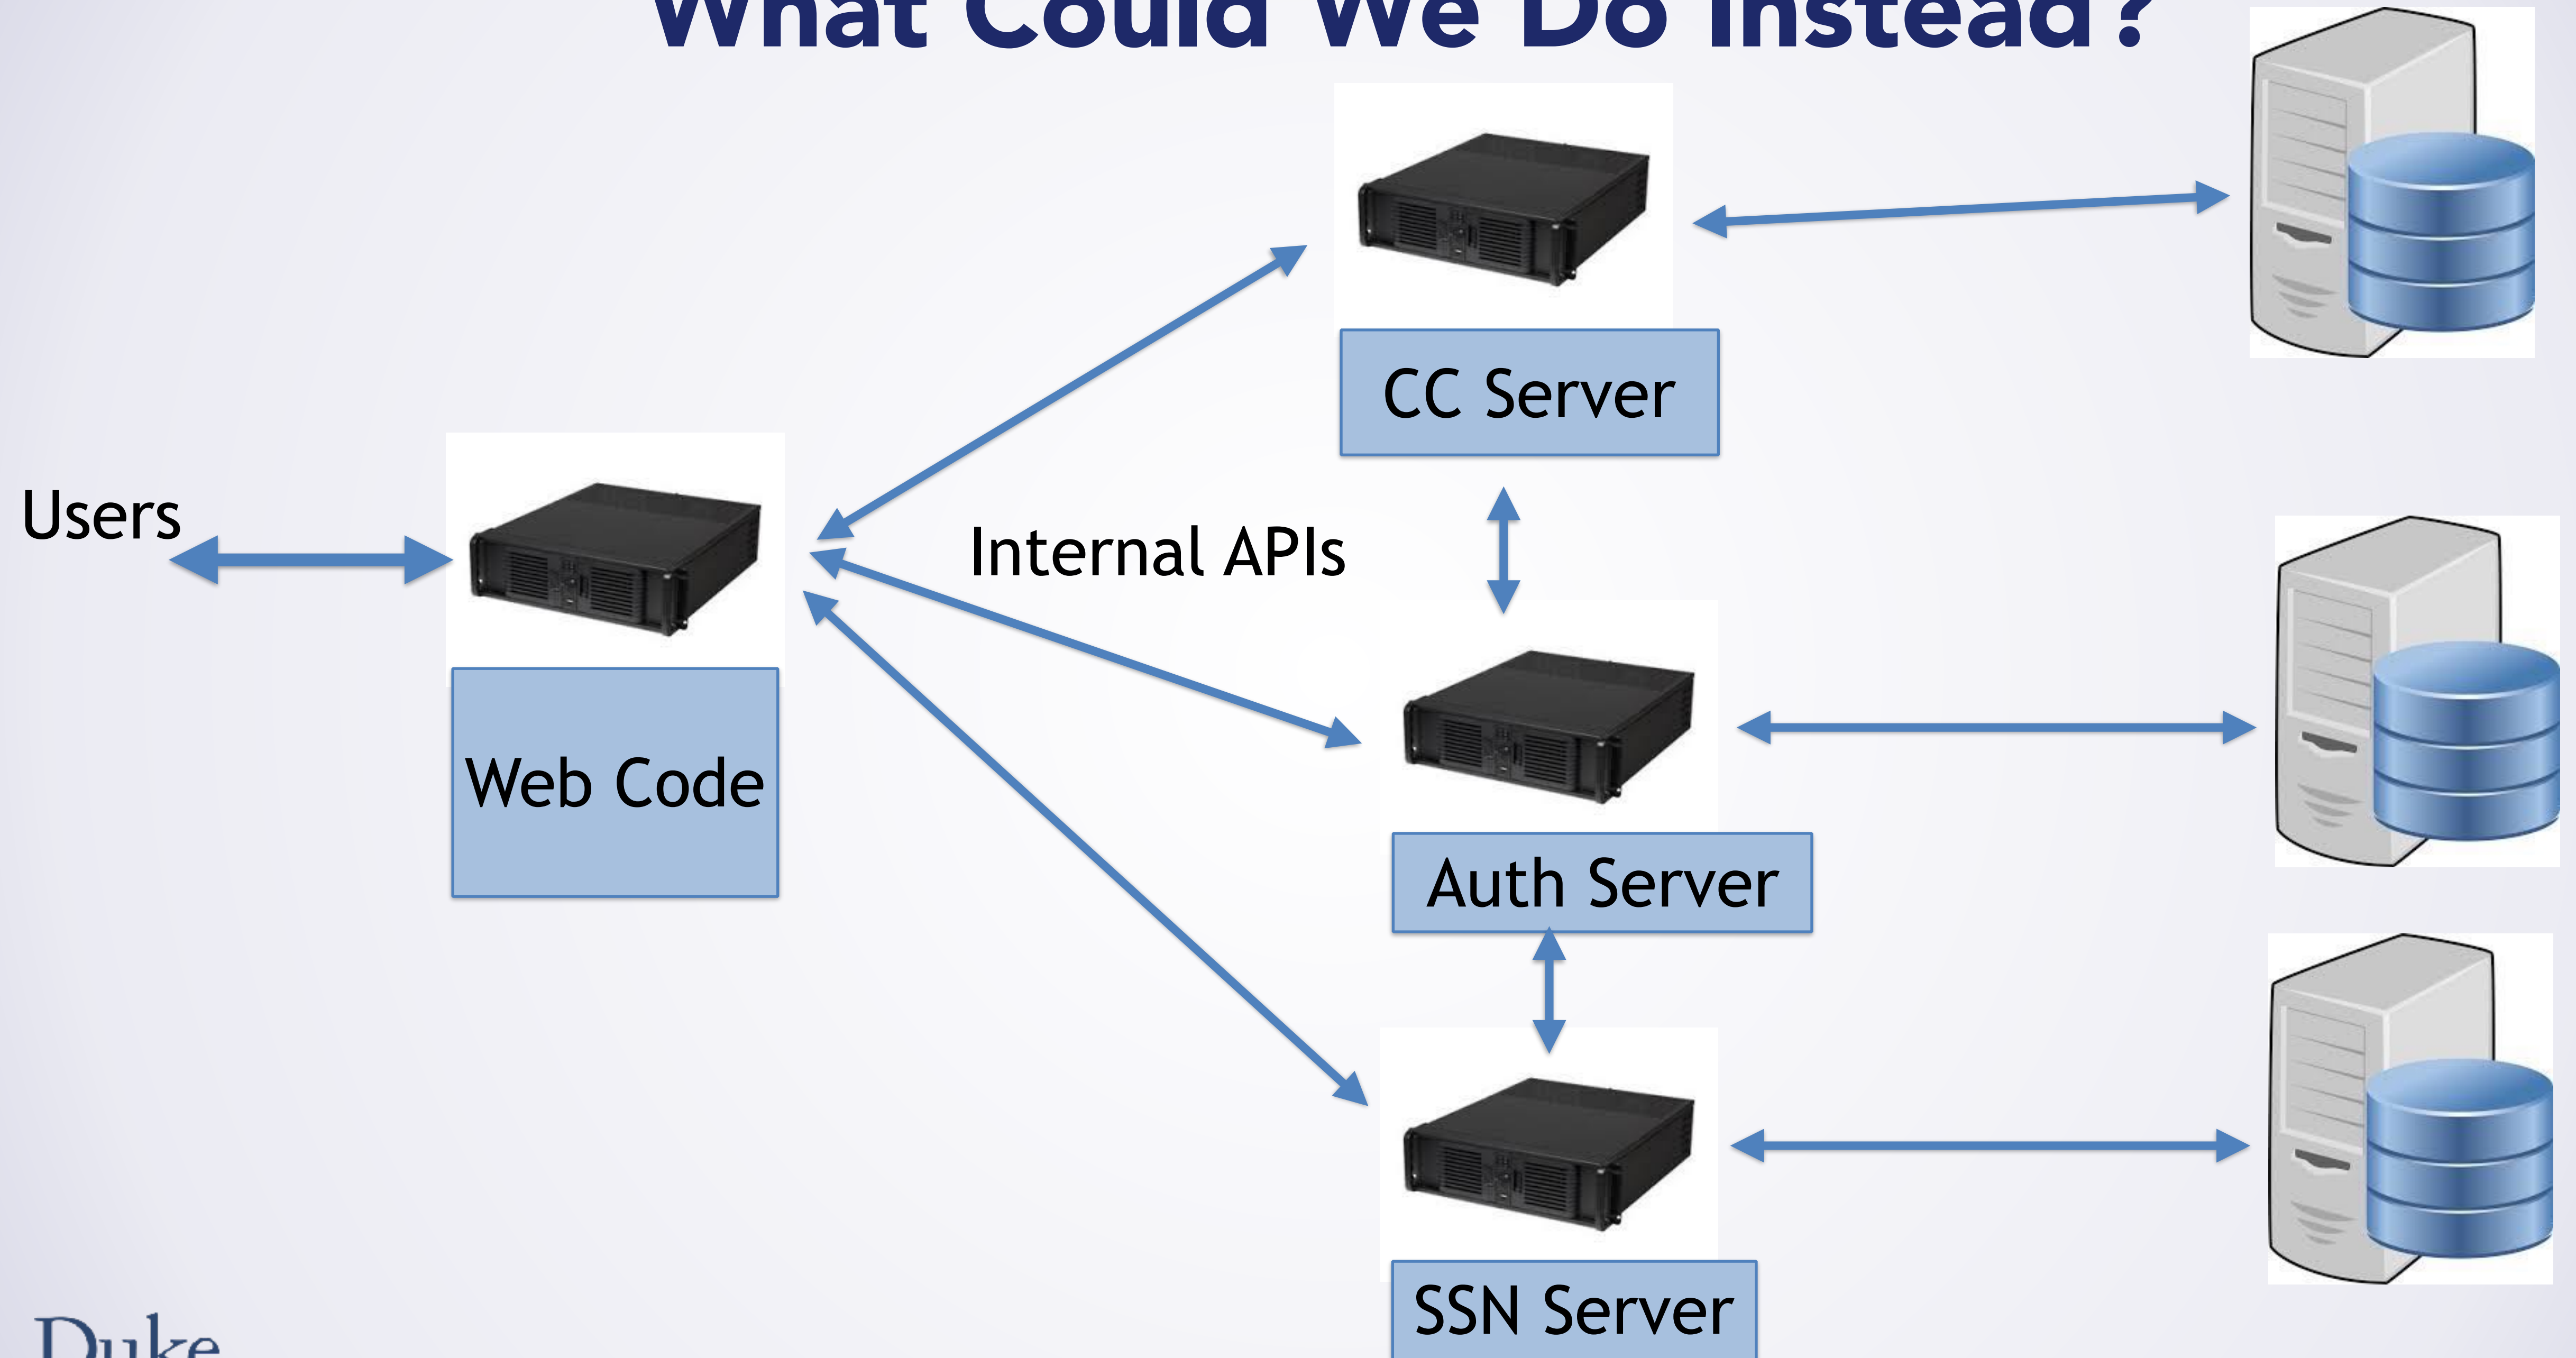 What Could We Do Instead?
CC Server
Users
Internal APIs
Web Code
Auth Server
SSN Server
Duke